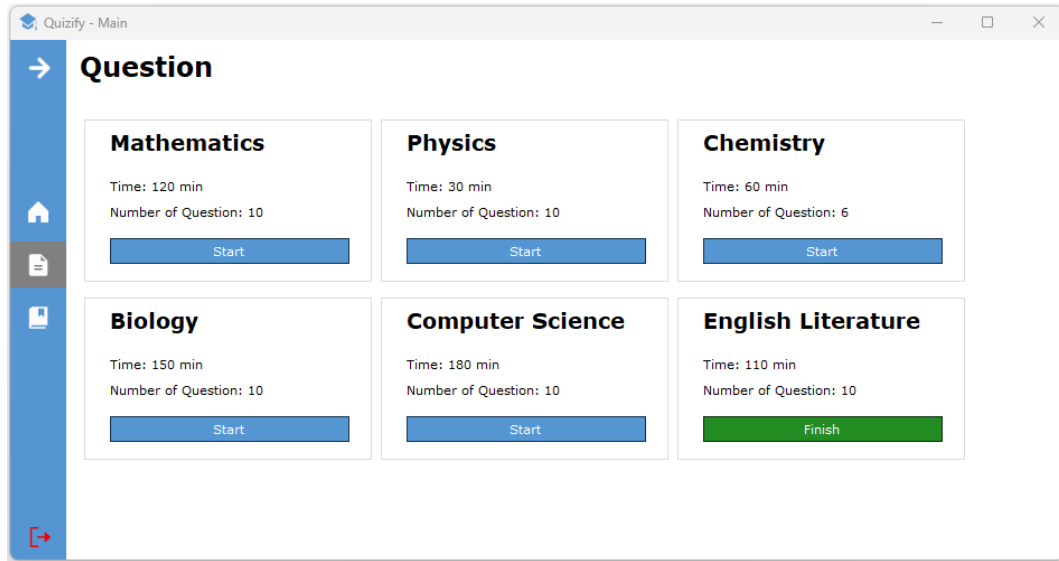 Quizify - Main
Question
Mathematics
Time: 120 min
Number of Question: 10
Start
Physics
Time: 30 min
Number of Question: 10
Start
Chemistry
Time: 60 min
Number of Question: 6
Start
Biology
Time: 150 min
Number of Question: 10
Start
Computer Science
Time: 180 min
Number of Question: 10
Start
English Literature
Time: 110 min
Number of Question: 10
Finish